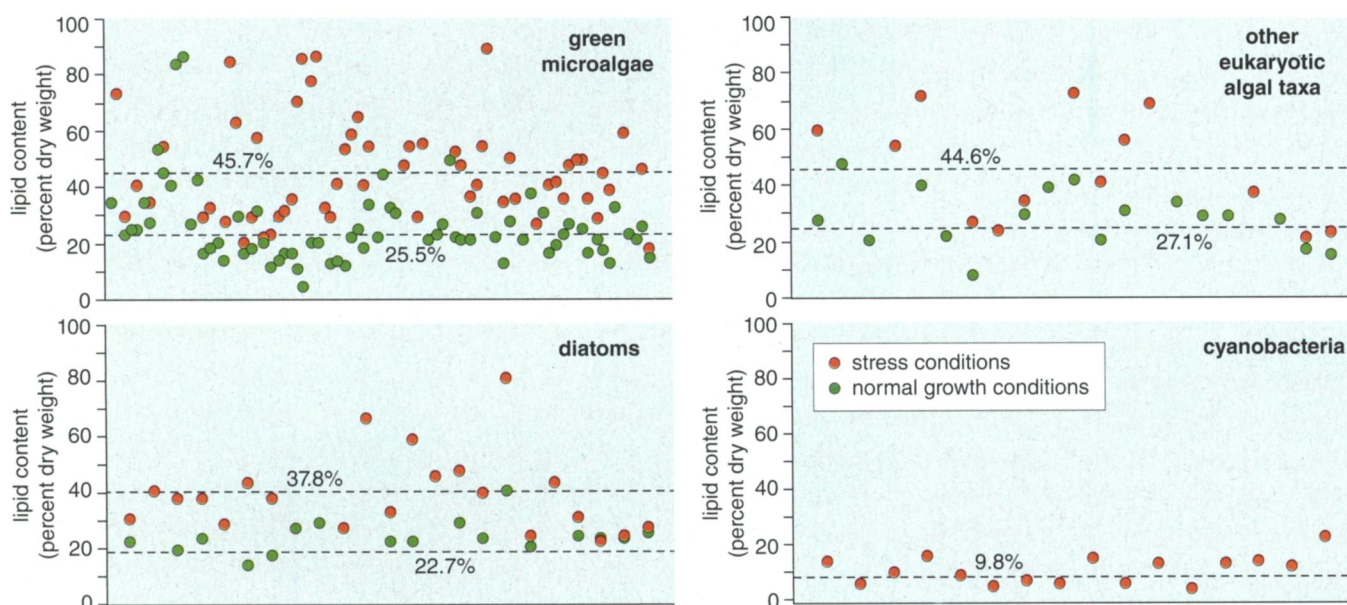 green
microalgae
lipid content
(percent dry weight)
100
80
60
40
20
0
45.7%
25.5%
other
eukaryotic
algal taxa
lipid content
(percent dry weight)
100
80
60
40
20
0
44.6%
27.1%
diatoms
lipid content
(percent dry weight)
100
80
60
40
20
0
37.8%
22.7%
cyanobacteria
lipid content
(percent dry weight)
100
80
60
40
20
0
stress conditions
normal growth conditions
9.8%